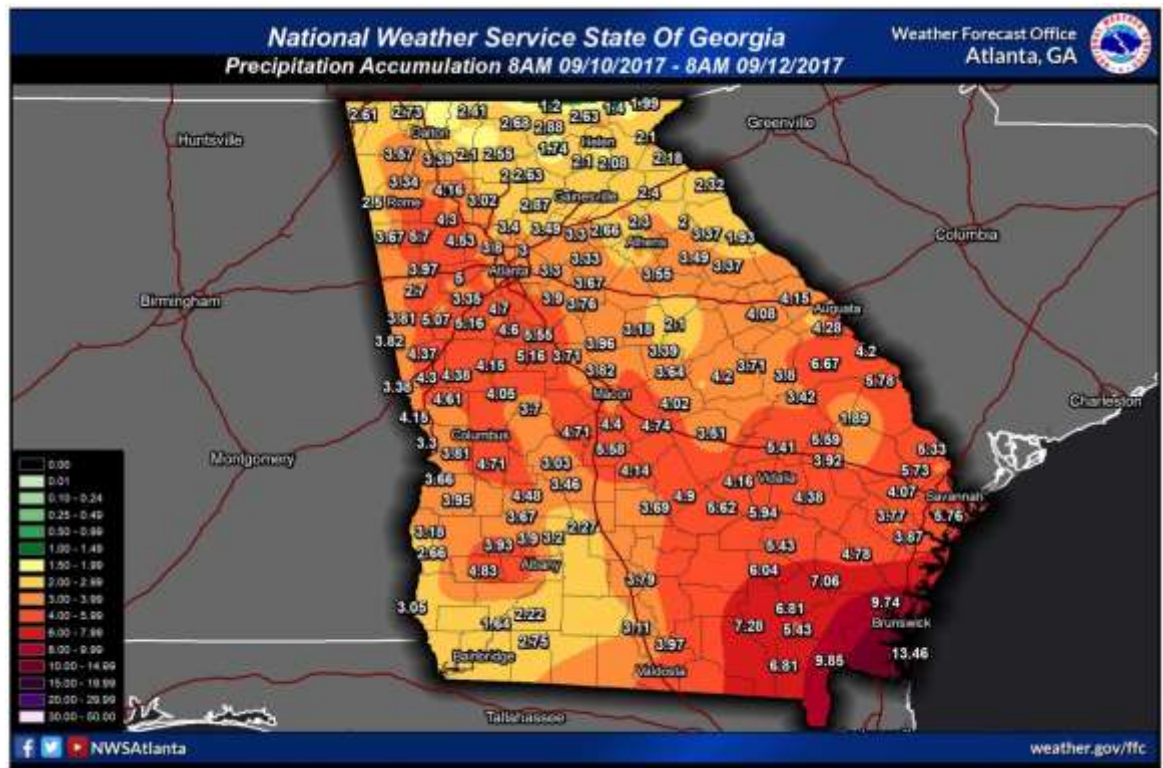 National Weather Service State Of Georgia
Precipitation Accumulation 8AM 09/10/2017 - 8AM 09/12/2017
Weather Forecast Office
Atlanta, GA
2.61 2.73 2.41 1.2 2.63 1.4 1.99
Dalton 2.68 2.88
Huntsville
Greenville
3.39 2.1 2.55 1.74 Helen 2.1
2.1 2.08 2.18
3.34 4.16 2.2 2.63
2.5 Rome 3.02 2.87 Gainesville 2.4 2.32
4.3 3.4 3.49 3.3 2.66 2.3 2 3.37 1.93
3.67 4.53 3.8 3 Athens
Columbia
3.97 Atlanta 3.3 3.33 3.55 3.49 3.37
2.7 5 3.67
Birmingham
3.35 4.7 3.9 3.76 4.15
3.81 5.07 5.16 4.6 5.55 3.18 2.1 4.08 Augusta
4.28
3.82 4.37 4.15 5.16 3.71 3.96 3.39 4.2
3.82 3.64 4.2 3.71 3.8 6.67
4.3 4.38 4.05 Macon 5.78
4.61 3.7 4.02 3.42
Charleston
4.15 4.4 4.74 1.89
3.3 Columbus 4.71 5.41 5.59
3.81 5.58 3.92 5.33
Montgomery
4.71 3.03 4.14 5.73
3.66 3.46 4.16 Vidalia 4.07 Savannah
3.95 4.48 3.69 4.9 5.62 4.38
3.67 5.94 3.77
3.18 2.27 3.87
2.66 3.93 3.9 3.2 5.43 4.78
4.83 Albany 3.79 6.04 7.06
3.05 2.22 6.81 9.74
3.11 7.28 5.43 Brunswick
Bainbridge 2.75 3.97 13.46
Valdosta 6.81 9.85
Tallahassee
0.00
0.01
0.10 - 0.24
0.25 - 0.49
0.50 - 0.99
1.00 - 1.49
1.50 - 1.99
2.00 - 2.99
3.00 - 3.99
4.00 - 5.99
6.00 - 7.99
8.00 - 9.99
10.00 - 14.99
15.00 - 19.99
20.00 - 29.99
30.00 - 50.00
NWSAtlanta
weather.gov/ffc